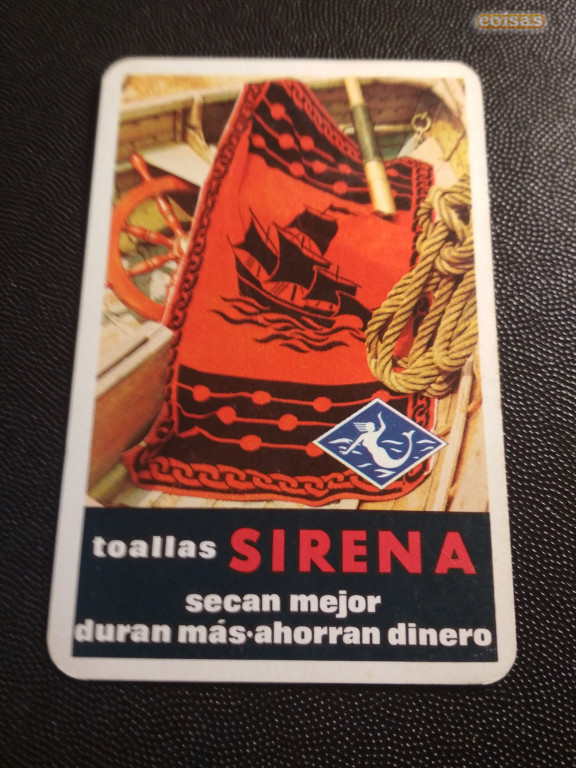 coisas
toallas SIRENA
secan mejor
duran más·ahorran dinero